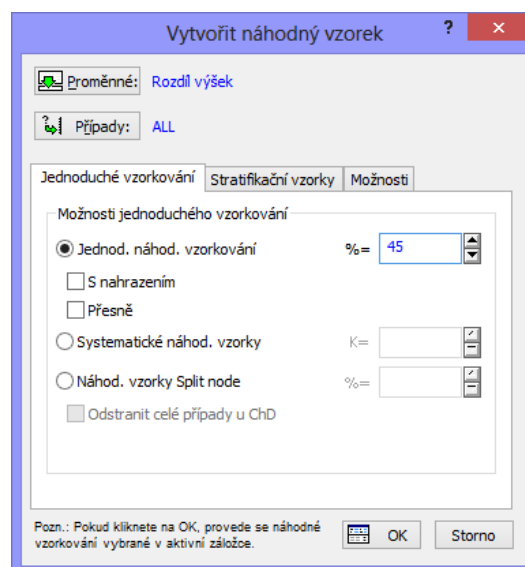 Vytvořit náhodný vzorek ? ×
Proměnné: Rozdíl výšek
Případy: ALL
Jednoduché vzorkování Stratifikační vzorky Možnosti
Možnosti jednoduchého vzorkování
Jednod. náhod. vzorkování %= 45
S nahrazením
Přesně
Systematické náhod. vzorky K=
Náhod. vzorky Split node %=
Odstranit celé případy u ChD
Pozn.: Pokud kliknete na OK, provede se náhodné
vzorkování vybrané v aktivní záložce.
OK Storno